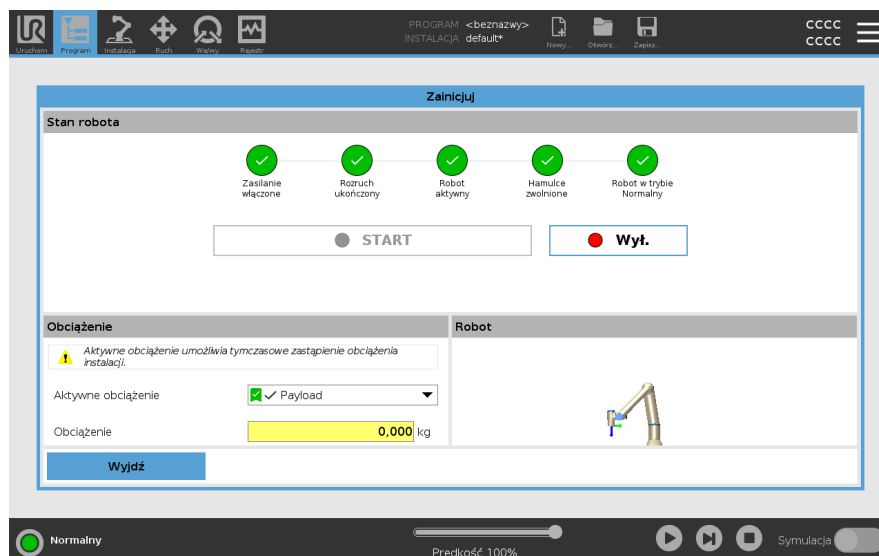 PROGRAM <beznazwy>
INSTALACJA default*
CCCC
CCCC
Uruchom Program Instalacja Ruch We/wy Rejestr Nowy... Otwórz... Zapisz...
Zainicjuj
Stan robota
Zasilanie włączone
Rozruch ukończony
Robot aktywny
Hamulce zwolnione
Robot w trybie Normalny
START
Wył.
Obciążenie
Robot
Aktywne obciążenie umożliwia tymczasowe zastąpienie obciążenia
instalacji.
Aktywne obciążenie
Payload
Obciążenie
0,000 kg
Wyjdź
Normalny
Prędkość 100%
Symulacja